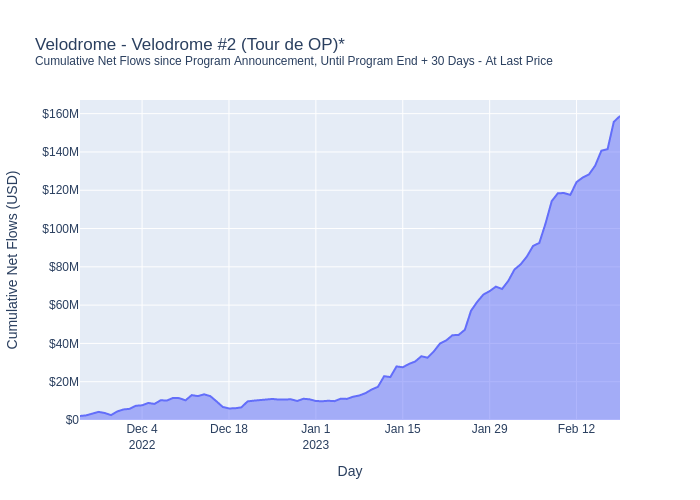 Velodrome - Velodrome #2 (Tour de OP)*
Cumulative Net Flows since Program Announcement, Until Program End + 30 Days - At Last Price
Cumulative Net Flows (USD)
$160M
$140M
$120M
$100M
$80M
$60M
$40M
$20M
$0
Dec 4 Dec 18 Jan 1 Jan 15 Jan 29 Feb 12
2022 2023
Day